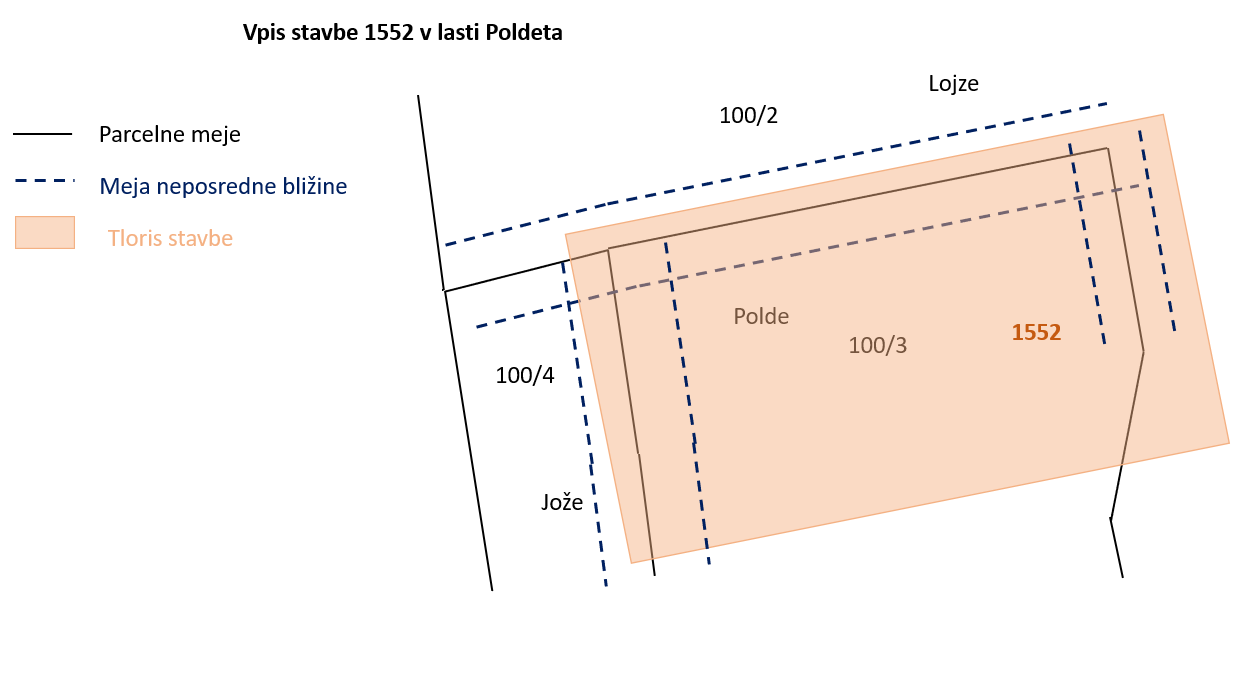 Vpis stavbe 1552 v lasti Poldeta
Lojze
100/2
Parcelne meje
Meja neposredne bližine
Tloris stavbe
Polde
1552
100/3
100/4
Jože